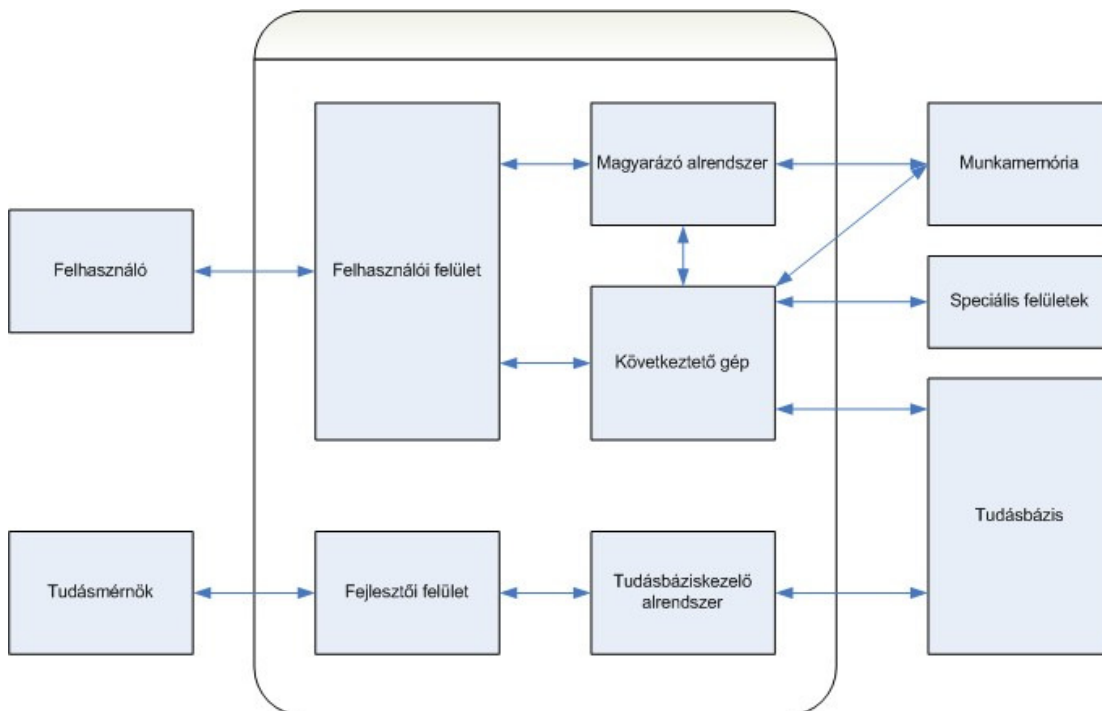 Magyarázó alrendszer
Munkamemória
Felhasználó
Felhasználói felület
Speciális felületek
Következtető gép
Tudásbázis
Tudásmérnök
Fejlesztői felület
Tudásbáziskezelő
alrendszer